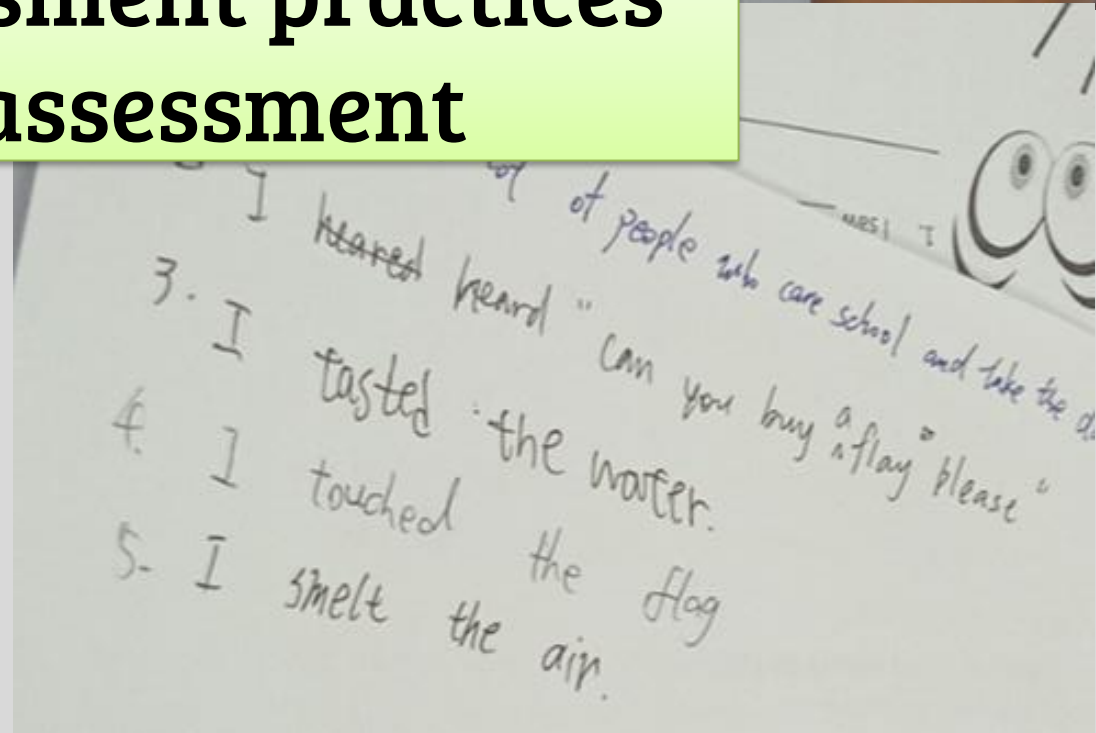 sment practices
assessment
of people who care school and take the
I heared heard "can you buy a flag please"
3. I tasted the water.
4. I touched the flag
5- I smelt the air.